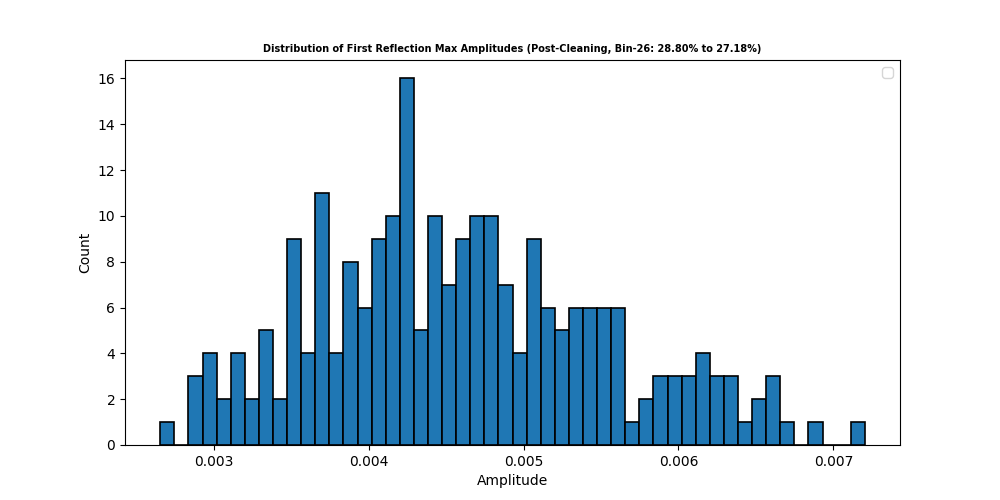 Distribution of First Reflection Max Amplitudes (Post-Cleaning, Bin-26: 28.80% to 27.18%)
16
14
12
10
8
6
4
2
0
Count
0.003 0.004 0.005 0.006 0.007
Amplitude